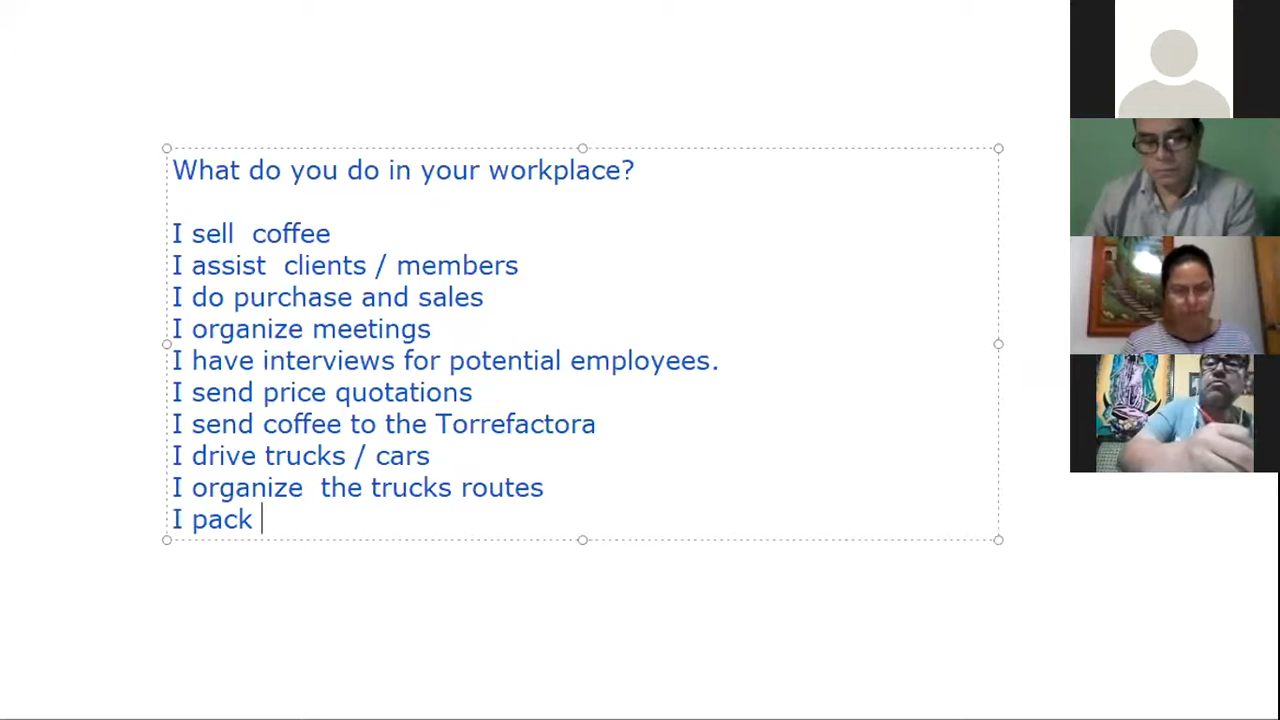 What do you do in your workplace?
I sell  coffee
I assist  clients / members
I do purchase and sales
I organize meetings
I have interviews for potential employees.
I send price quotations
I send coffee to the Torrefactora
I drive trucks / cars
I organize  the trucks routes
I pack